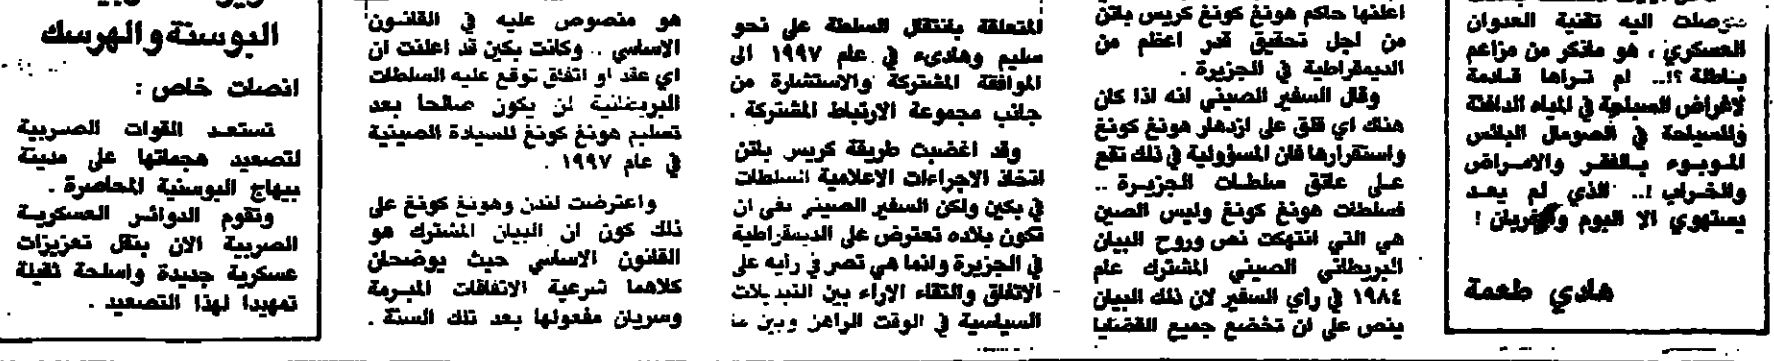 توصلت اليه تقنية العدوان
العسكري ، هو ماتكر من مزاعم
باطلة ؟!.. ام تراها قادمة
لاغراض السباحة في المياه الدافئة
والسياحة في الصومال البائس
الموبوء بالفقر والامراض
والخراب !.. الذي لم يعد
يستهوي الا البوم والغربان !
هادي طعمة
اعلنها حاكم هونغ كونغ كريس باتن
من اجل تحقيق قدر اعظم من
الديمقراطية في الجزيرة .
وقال السفير الصيني انه اذا كان
هناك اي قلق على ازدهار هونغ كونغ
واستقرارها فان المسؤولية في ذلك تقع
على عاتق سلطات الجزيرة ..
فسلطات هونغ كونغ وليس الصين
هي التي انتهكت نص وروح البيان
البريطاني الصيني المشترك عام
١٩٨٤ في راي السفير لان ذلك البيان
ينص على ان تخضع جميع القضايا
المتعلقة بانتقال السلطة على نحو
سليم وهادىء في عام ١٩٩٧ الى
الموافقة المشتركة والاستشارة من
جانب مجموعة الارتباط المشتركة .
وقد اغضبت طريقة كريس باتن
اتخاذ الاجراءات الاعلامية السلطات
في بكين ولكن السفير الصيني نفى ان
تكون بلاده تعترض على الديمقراطية
في الجزيرة وانما هي تصر في رايه على
الاتفاق والتقاء الاراء بين التبديلات
السياسية في الوقت الراهن وبين
هو منصوص عليه في القانون
الاساسي .. وكانت بكين قد اعلنت ان
اي عقد او اتفاق توقع عليه السلطات
البريطانية لن يكون صالحا بعد
تسليم هونغ كونغ للسيادة الصينية
في عام ١٩٩٧ .
واعترضت لندن وهونغ كونغ على
ذلك كون ان البيان المشترك هو
القانون الاساسي حيث يوضحان
كلاهما شرعية الاتفاقات المبرمة
وسريان مفعولها بعد تلك السنة .
البوسنة والهرسك
انصات خاص :
تستعد القوات الصربية
لتصعيد هجماتها على مدينة
بيهاج البوسنية المحاصرة .
وتقوم الدوائر العسكرية
الصربية الان بنقل تعزيزات
عسكرية جديدة واسلحة ثقيلة
تمهيدا لهذا التصعيد .